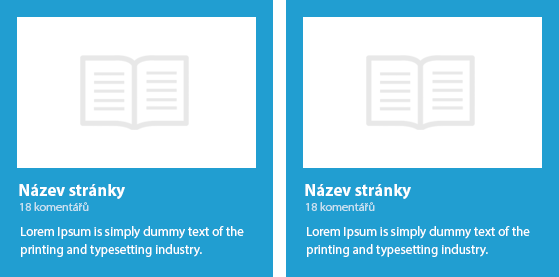 Název stránky
18 komentářů
Lorem Ipsum is simply dummy text of the
printing and typesetting industry.
Název stránky
18 komentářů
Lorem Ipsum is simply dummy text of the
printing and typesetting industry.